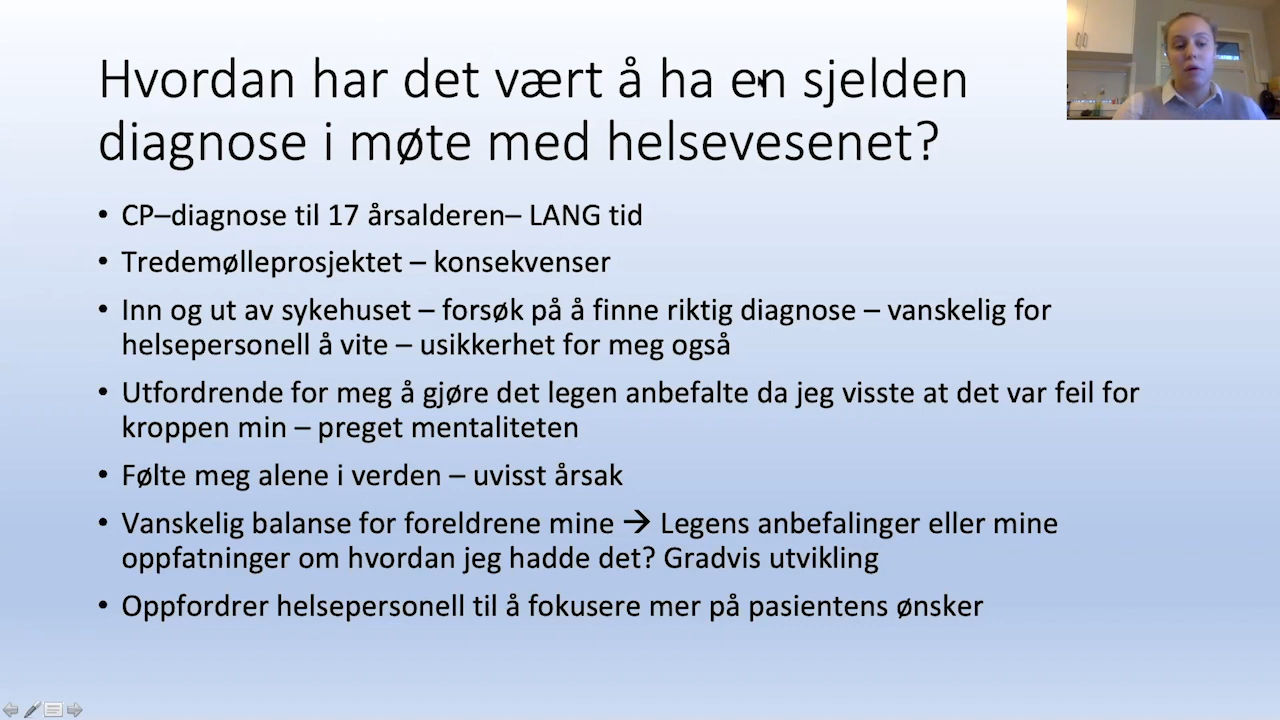 Hvordan har det vært å ha en sjelden
diagnose i møte med helsevesenet?
• CP–diagnose til 17 årsalderen– LANG tid
• Tredemølleprosjektet – konsekvenser
• Inn og ut av sykehuset – forsøk på å finne riktig diagnose – vanskelig for
helsepersonell å vite – usikkerhet for meg også
• Utfordrende for meg å gjøre det legen anbefalte da jeg visste at det var feil for
kroppen min – preget mentaliteten
• Følte meg alene i verden – uvisst årsak
• Vanskelig balanse for foreldrene mine → Legens anbefalinger eller mine
oppfatninger om hvordan jeg hadde det? Gradvis utvikling
• Oppfordrer helsepersonell til å fokusere mer på pasientens ønsker